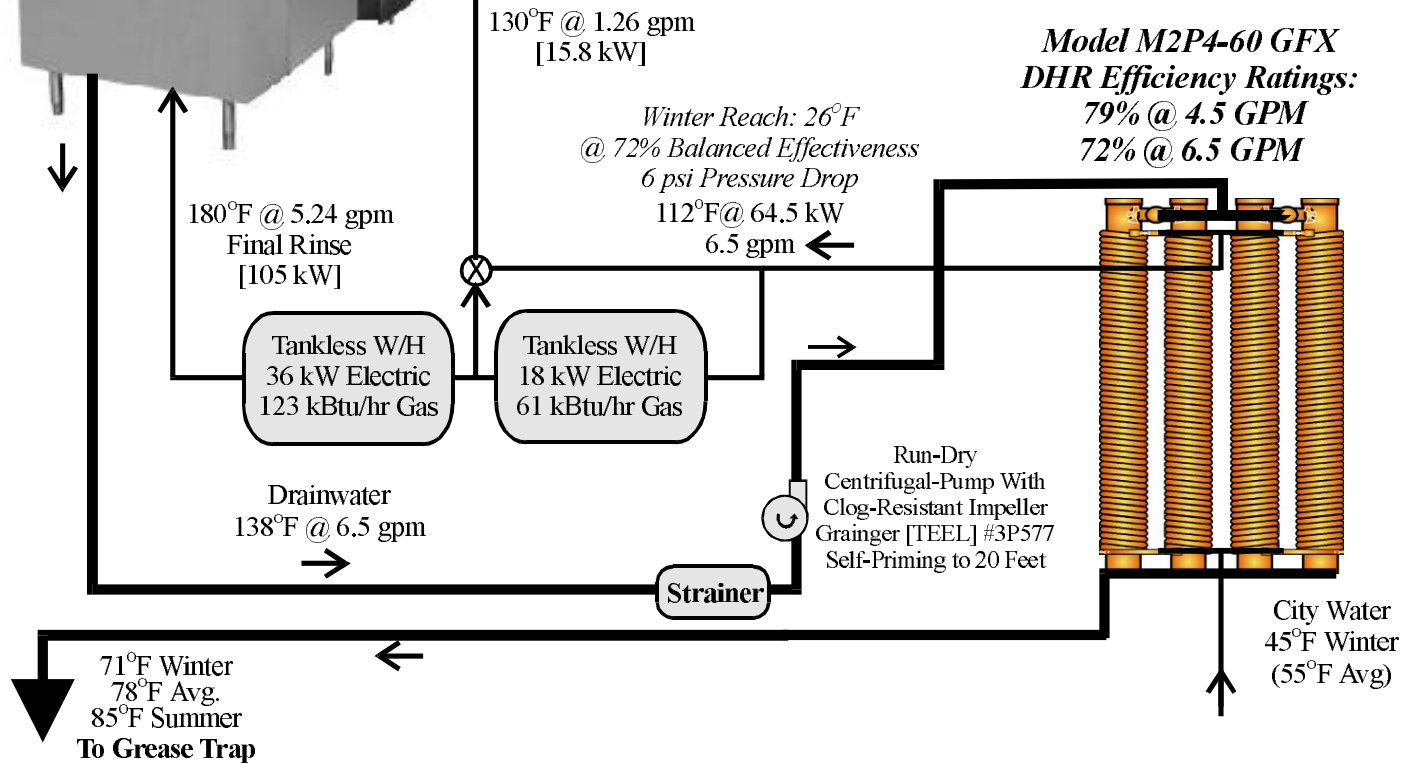 130°F @ 1.26 gpm
[15.8 kW]
Model M2P4-60 GFX
DHR Efficiency Ratings:
79% @ 4.5 GPM
72% @ 6.5 GPM
Winter Reach: 26°F
@ 72% Balanced Effectiveness
6 psi Pressure Drop
112°F@ 64.5 kW
6.5 gpm
180°F @ 5.24 gpm
Final Rinse
[105 kW]
X
Tankless W/H
36 kW Electric
123 kBtu/hr Gas
Tankless W/H
18 kW Electric
61 kBtu/hr Gas
Run-Dry
Centrifugal-Pump With
Clog-Resistant Impeller
Grainger [TEEL] #3P577
Self-Priming to 20 Feet
Drainwater
138°F @ 6.5 gpm
Strainer
City Water
45°F Winter
(55°F Avg)
71°F Winter
78°F Avg.
85°F Summer
To Grease Trap